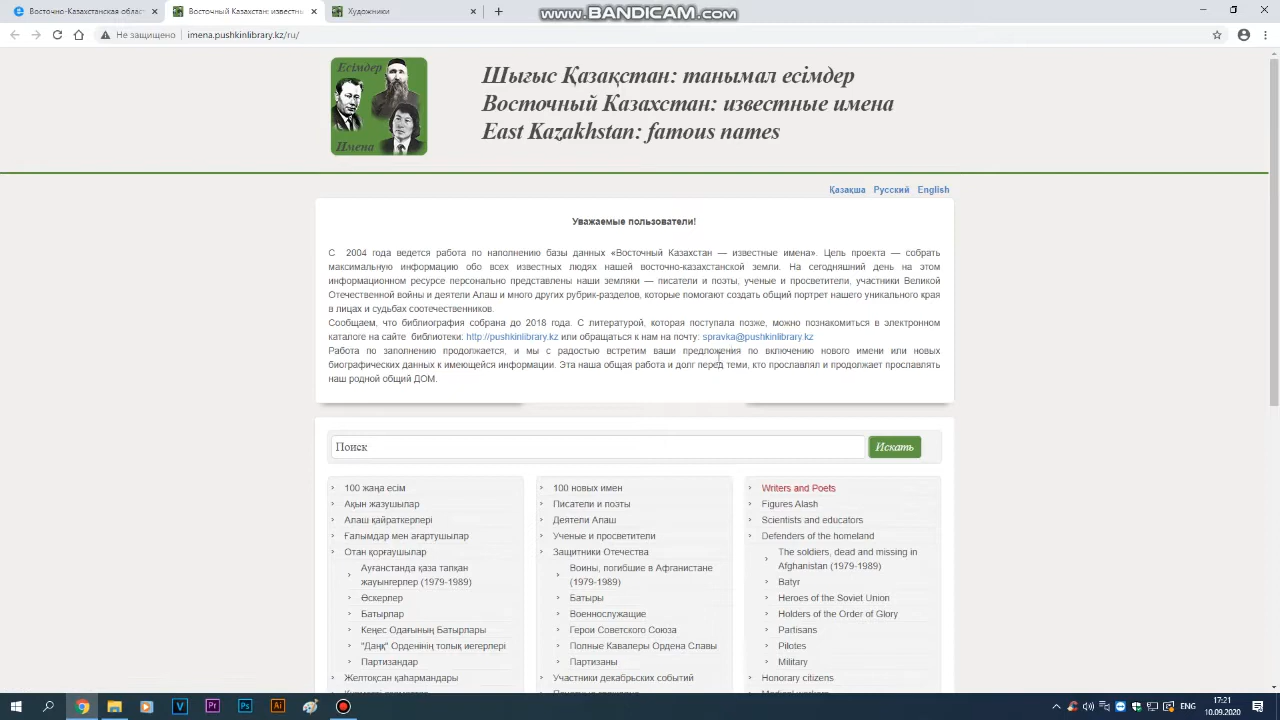 Восточно-Казахстан
Восточный Казахстан известн
Художники
www.BANDICAM.com
Не защищено
imena.pushkinlibrary.kz/ru/
Есімдер
Имена
Шығыс Қазақстан: танымал есімдер
Восточный Казахстан: известные имена
East Kazakhstan: famous names
Қазақша Русский English
Уважаемые пользователи!
С 2004 года ведется работа по наполнению базы данных «Восточный Казахстан — известные имена». Цель проекта — собрать
максимальную информацию обо всех известных людях нашей восточно-казахстанской земли. На сегодняшний день на этом
информационном ресурсе персонально представлены наши земляки — писатели и поэты, ученые и просветители, участники Великой
Отечественной войны и деятели Алаш и много других рубрик-разделов, которые помогают создать общий портрет нашего уникального края
в лицах и судьбах соотечественников.
Сообщаем, что библиография собрана до 2018 года. С литературой, которая поступала позже, можно познакомиться в электронном
каталоге на сайте библиотеки: http://pushkinlibrary.kz или обращаться к нам на почту: spravka@pushkinlibrary.kz
Работа по заполнению продолжается, и мы с радостью встретим ваши предложения по включению нового имени или новых
биографических данных к имеющейся информации. Эта наша общая работа и долг перед теми, кто прославлял и продолжает прославлять
наш родной общий ДОМ.
Поиск
Искать
100 жаңа есім
Ақын жазушылар
Алаш қайраткерлері
Ғалымдар мен ағартушылар
Отан қорғаушылар
Ауғанстанда қаза тапқан
жауынгерлер (1979-1989)
Әскерлер
Батырлар
Кеңес Одағының Батырлары
"Даңқ" Орденінің толық иегерлері
Партизандар
Желтоқсан қаһармандары
100 новых имен
Писатели и поэты
Деятели Алаш
Ученые и просветители
Защитники Отечества
Воины, погибшие в Афганистане
(1979-1989)
Батыры
Военнослужащие
Герои Советского Союза
Полные Кавалеры Ордена Славы
Партизаны
Участники декабрьских событий
Writers and Poets
Figures Alash
Scientists and educators
Defenders of the homeland
The soldiers, dead and missing in
Afghanistan (1979-1989)
Batyr
Heroes of the Soviet Union
Holders of the Order of Glory
Partisans
Pilotes
Military
Honorary citizens
ENG
17:21
10.09.2020